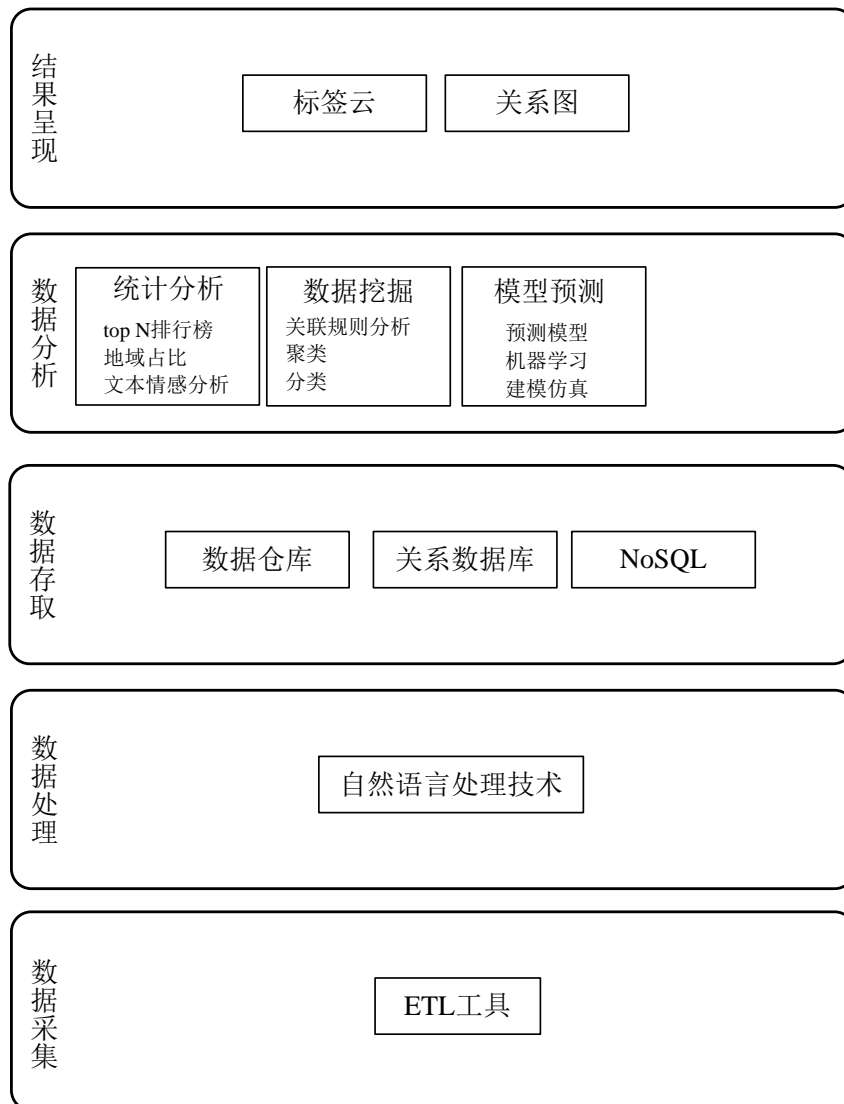 结果呈现
标签云
关系图
数据分析
统计分析
top N排行榜
地域占比
文本情感分析
数据挖掘
关联规则分析
聚类
分类
模型预测
预测模型
机器学习
建模仿真
数据存取
数据仓库
关系数据库
NoSQL
数据处理
自然语言处理技术
数据采集
ETL工具